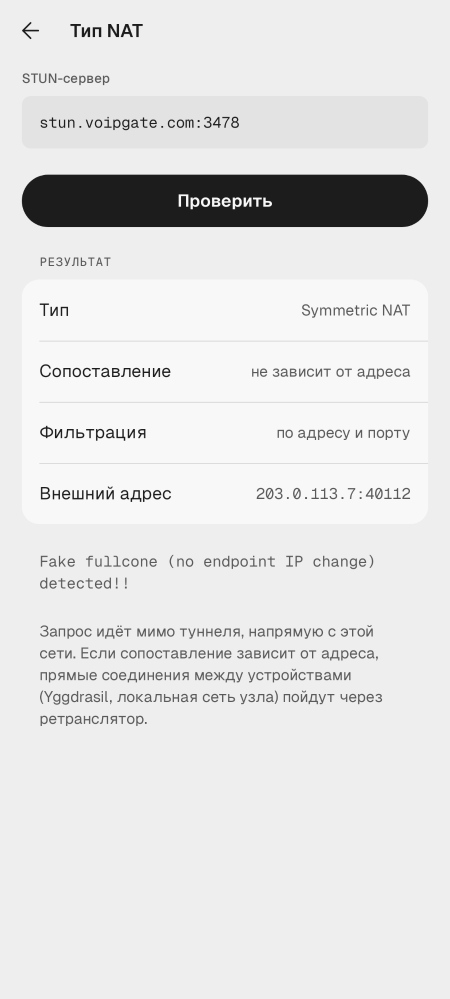 Тип NAT
STUN-сервер
stun.voipgate.com:3478
Проверить
РЕЗУЛЬТАТ
Тип Symmetric NAT
Сопоставление не зависит от адреса
Фильтрация по адресу и порту
Внешний адрес 203.0.113.7:40112
Fake fullcone (no endpoint IP change)
detected!!
Запрос идёт мимо туннеля, напрямую с этой
сети. Если сопоставление зависит от адреса,
прямые соединения между устройствами
(Yggdrasil, локальная сеть узла) пойдут через
ретранслятор.